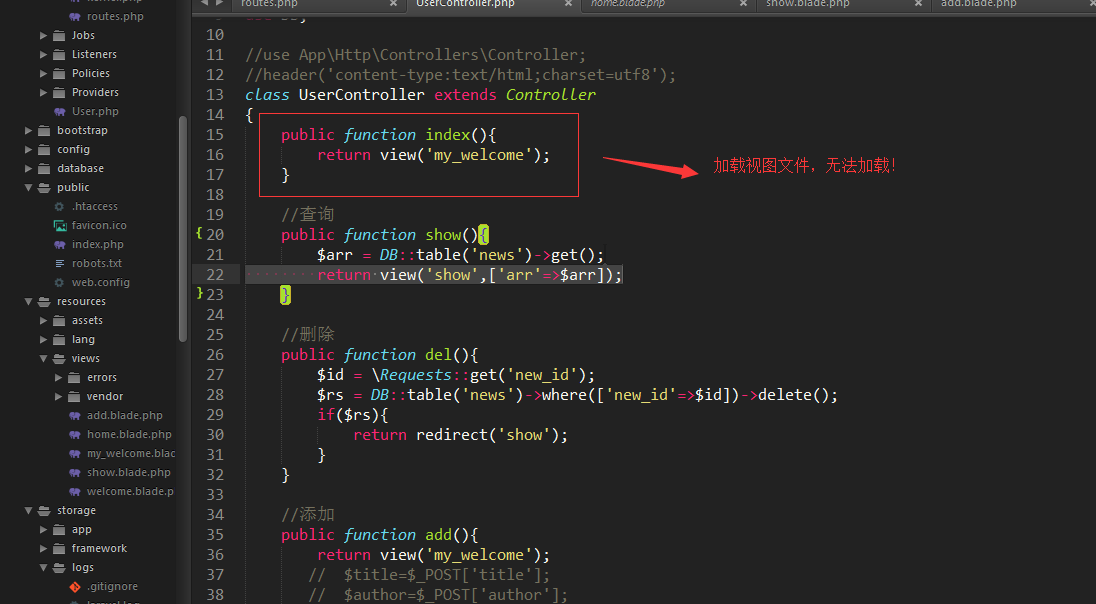 routes.php
Jobs
Listeners
Policies
Providers
User.php
bootstrap
config
database
public
.htaccess
favicon.ico
index.php
robots.txt
web.config
resources
assets
lang
views
errors
vendor
add.blade.php
home.blade.php
my_welcome.blac
show.blade.php
welcome.blade.p
storage
app
framework
logs
.gitignore
routes.php
UserController.php
home.blade.php
show.blade.php
add.blade.php
10
11 //use App\Http\Controllers\Controller;
12 //header('content-type:text/html;charset=utf8');
13 class UserController extends Controller
14 {
15 public function index(){
16 return view('my_welcome');
17 }
18
19 //查询
20 public function show(){
21 $arr = DB::table('news')->get();
22 return view('show',['arr'=>$arr]);
23 }
24
25 //删除
26 public function del(){
27 $id = \Requests::get('new_id');
28 $rs = DB::table('news')->where(['new_id'=>$id])->delete();
29 if($rs){
30 return redirect('show');
31 }
32 }
33
34 //添加
35 public function add(){
36 return view('my_welcome');
37 // $title=$_POST['title'];
38 // $author=$_POST['author'];
加载视图文件，无法加载！